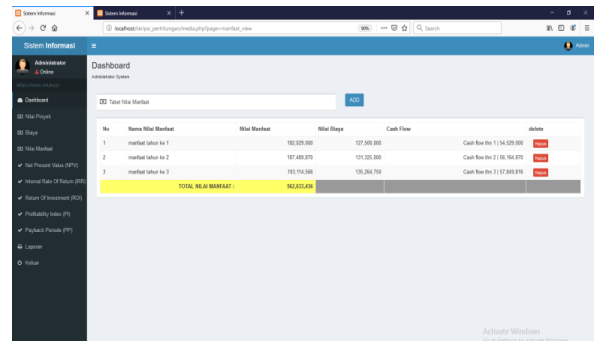 Sistem Informasi
Sistem Informasi
localhost/skripsi_perhitungan/media.php?page=manfaat_view
90%
Search
Sistem Informasi
Admin
Administrator
Online
Dashboard
Administrator System
Dashboard
Nilai Proyek
Biaya
Nilai Manfaat
Net Present Value (NPV)
Internal Rate Of Return (IRR)
Return Of Investment (ROI)
Profitability Index (PI)
Payback Periode (PP)
Laporan
Keluar
Tabel Nilai Manfaat
ADD
No Nama Nilai Manfaat Nilai Manfaat Nilai Biaya Cash Flow delete
1 manfaat tahun ke 1 182,029,000 127,500,000 Cash flow thn 1 | 54,529,000 Hapus
2 manfaat tahun ke 2 187,489,870 131,325,000 Cash flow thn 2 | 56,164,870 Hapus
3 manfaat tahun ke 3 193,114,566 135,264,750 Cash flow thn 3 | 57,849,816 Hapus
TOTAL NILAI MANFAAT : 562,633,436
Activate Windows